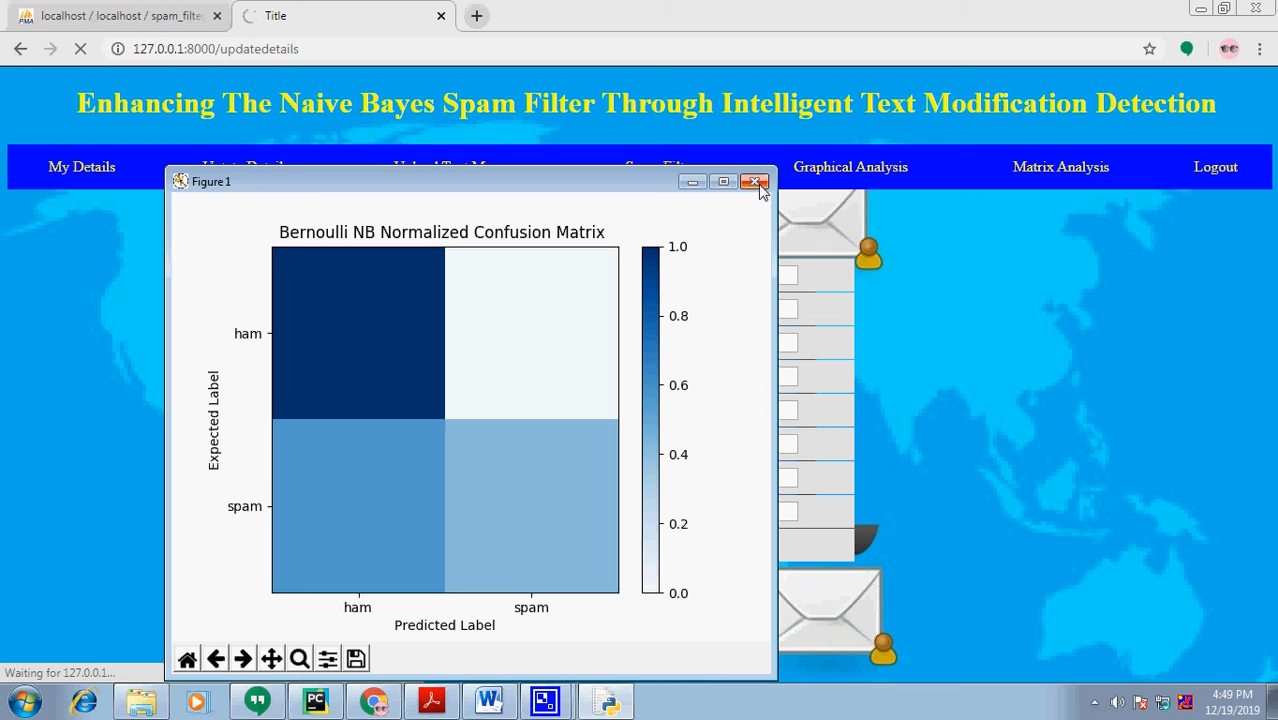 localhost / localhost / spam_filte
Title
127.0.0.1:8000/updatedetails
Enhancing The Naive Bayes Spam Filter Through Intelligent Text Modification Detection
My Details
Graphical Analysis
Matrix Analysis
Logout
Figure 1
Bernoulli NB Normalized Confusion Matrix
1.0
0.8
0.6
0.4
0.2
0.0
ham
spam
Expected Label
ham
spam
Predicted Label
Waiting for 127.0.0.1...
PMA
PC
W
4:49 PM
12/19/2019